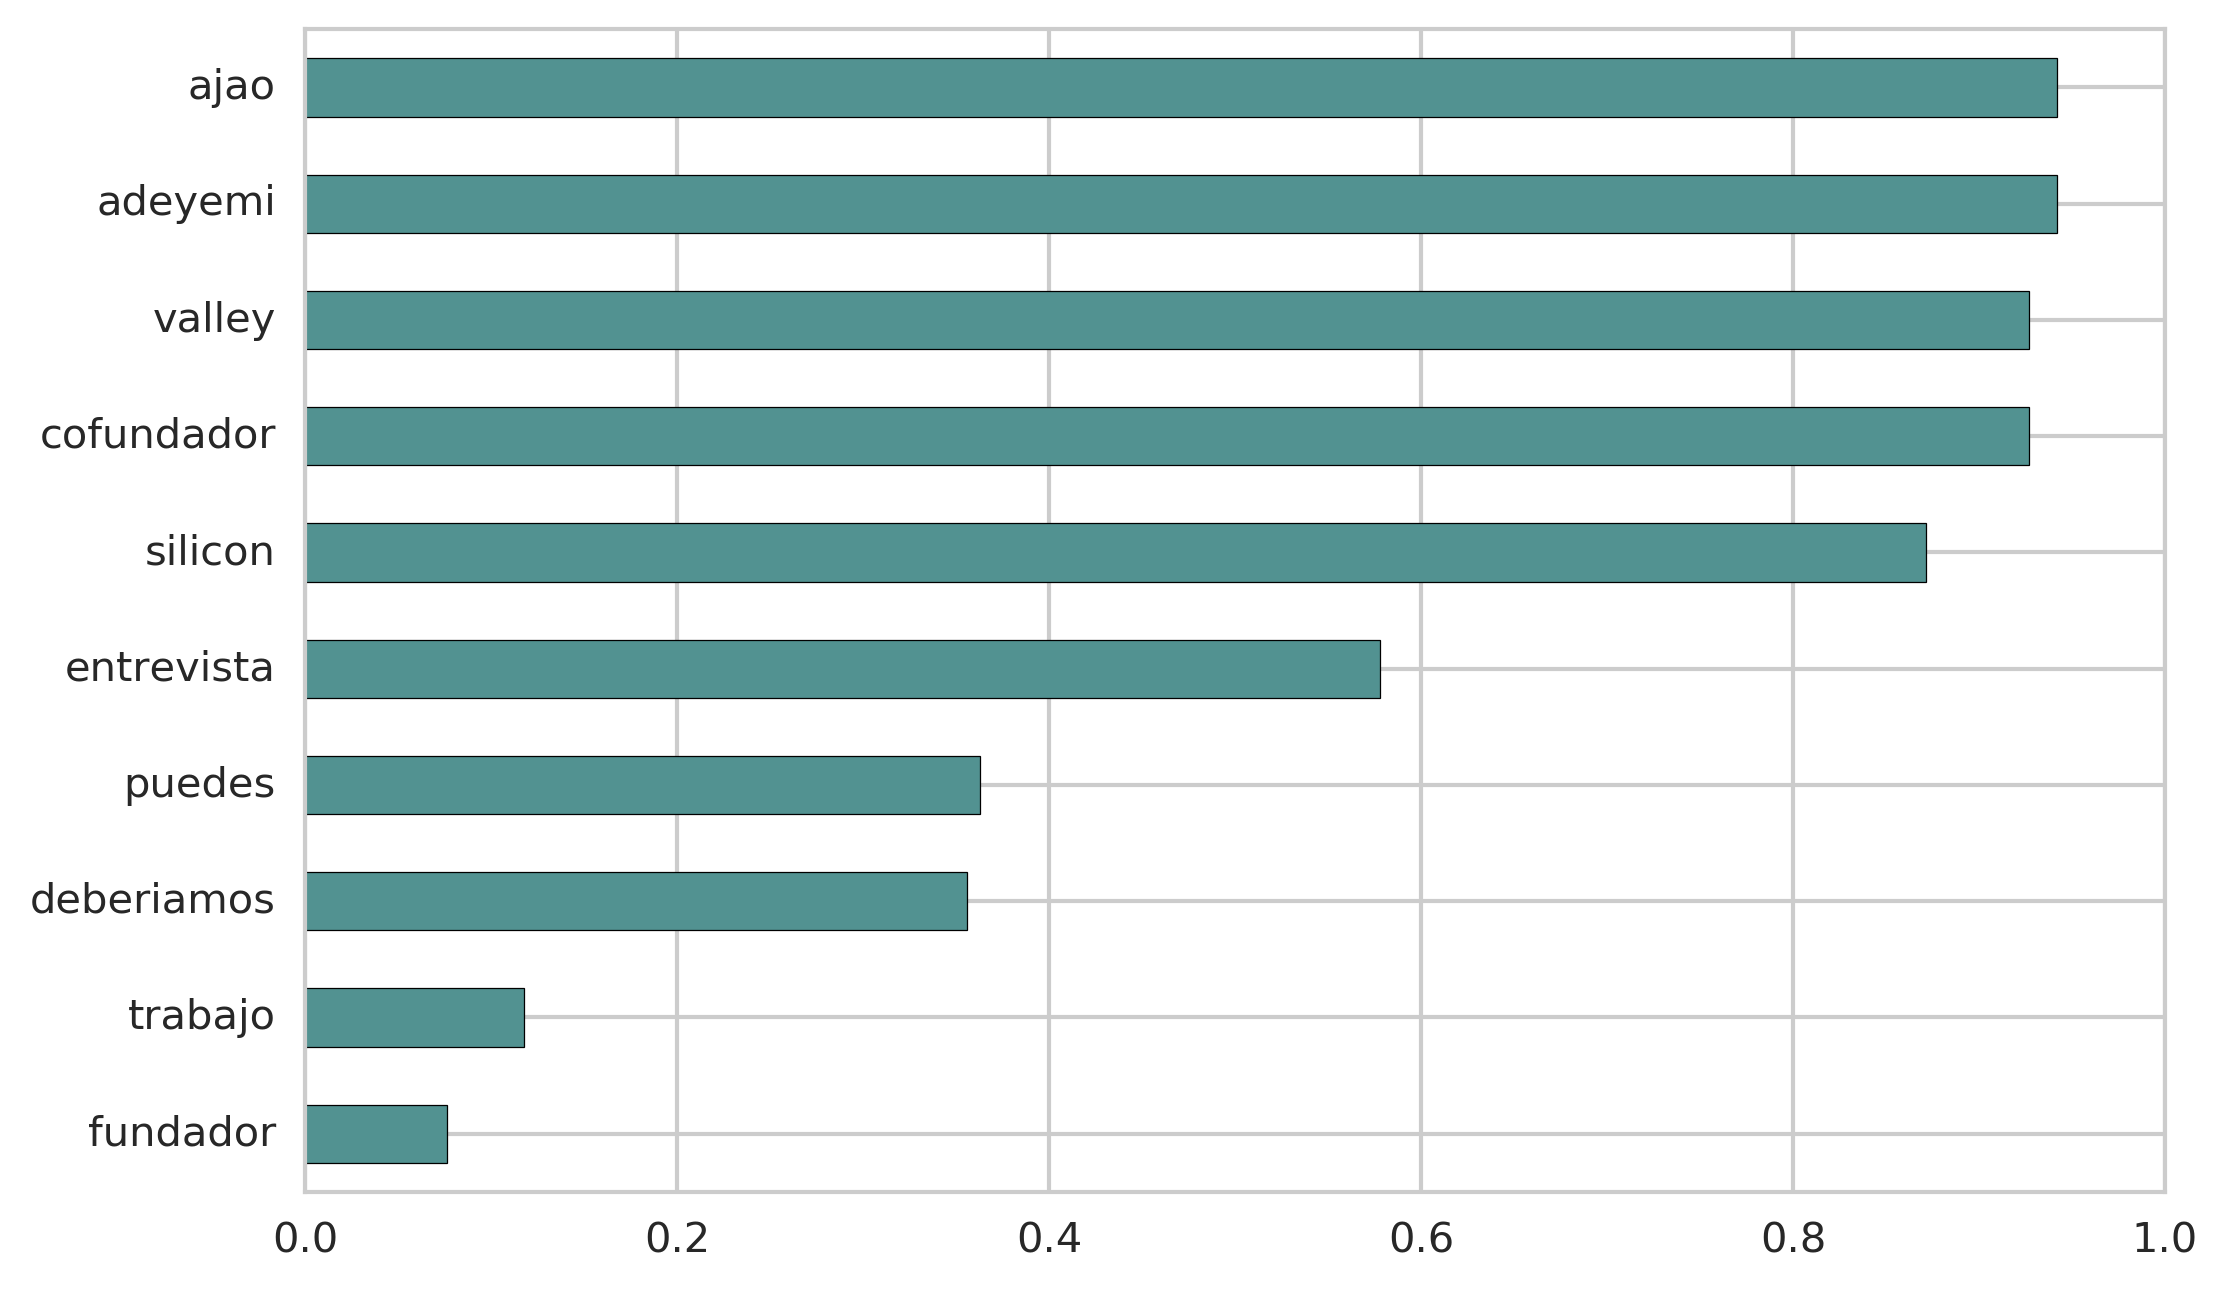 ajao
adeyemi
valley
cofundador
silicon
entrevista
puedes
deberiamos
trabajo
fundador
0.0 0.2 0.4 0.6 0.8 1.0